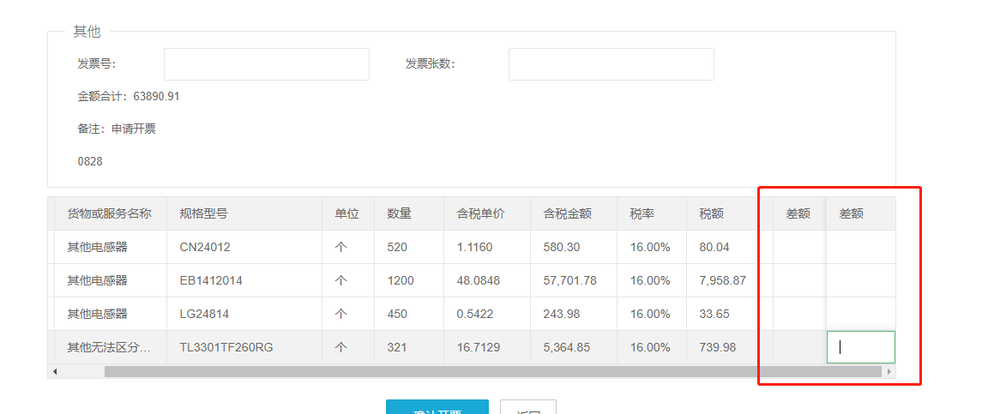 其他
发票号： 发票张数：
金额合计：63890.91
备注：申请开票
0828
货物或服务名称 规格型号 单位 数量 含税单价 含税金额 税率 税额 差额 差额
其他电感器 CN24012 个 520 1.1160 580.30 16.00% 80.04
其他电感器 EB1412014 个 1200 48.0848 57,701.78 16.00% 7,958.87
其他电感器 LG24814 个 450 0.5422 243.98 16.00% 33.65
其他无法区分... TL3301TF260RG 个 321 16.7129 5,364.85 16.00% 739.98
确认开票 返回